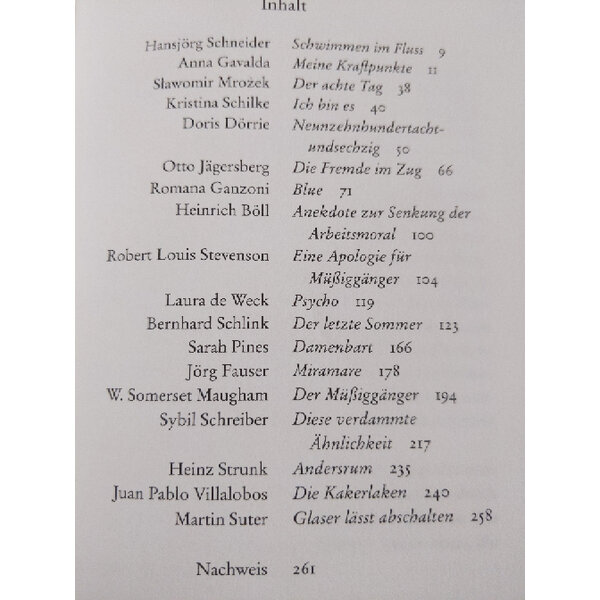 Inhalt
Hansjörg Schneider Schwimmen im Fluss 9
Anna Gavalda Meine Kraftpunkte 11
Sławomir Mrożek Der achte Tag 38
Kristina Schilke Ich bin es 40
Doris Dörrie Neunzehnhundertacht-
undsechzig 50
Otto Jägersberg Die Fremde im Zug 66
Romana Ganzoni Blue 71
Heinrich Böll Anekdote zur Senkung der
Arbeitsmoral 100
Robert Louis Stevenson Eine Apologie für
Müßiggänger 104
Laura de Weck Psycho 119
Bernhard Schlink Der letzte Sommer 123
Sarah Pines Damenbart 166
Jörg Fauser Miramare 178
W. Somerset Maugham Der Müßiggänger 194
Sybil Schreiber Diese verdammte
Ähnlichkeit 217
Heinz Strunk Andersrum 235
Juan Pablo Villalobos Die Kakerlaken 240
Martin Suter Glaser lässt abschalten 258
Nachweis 261